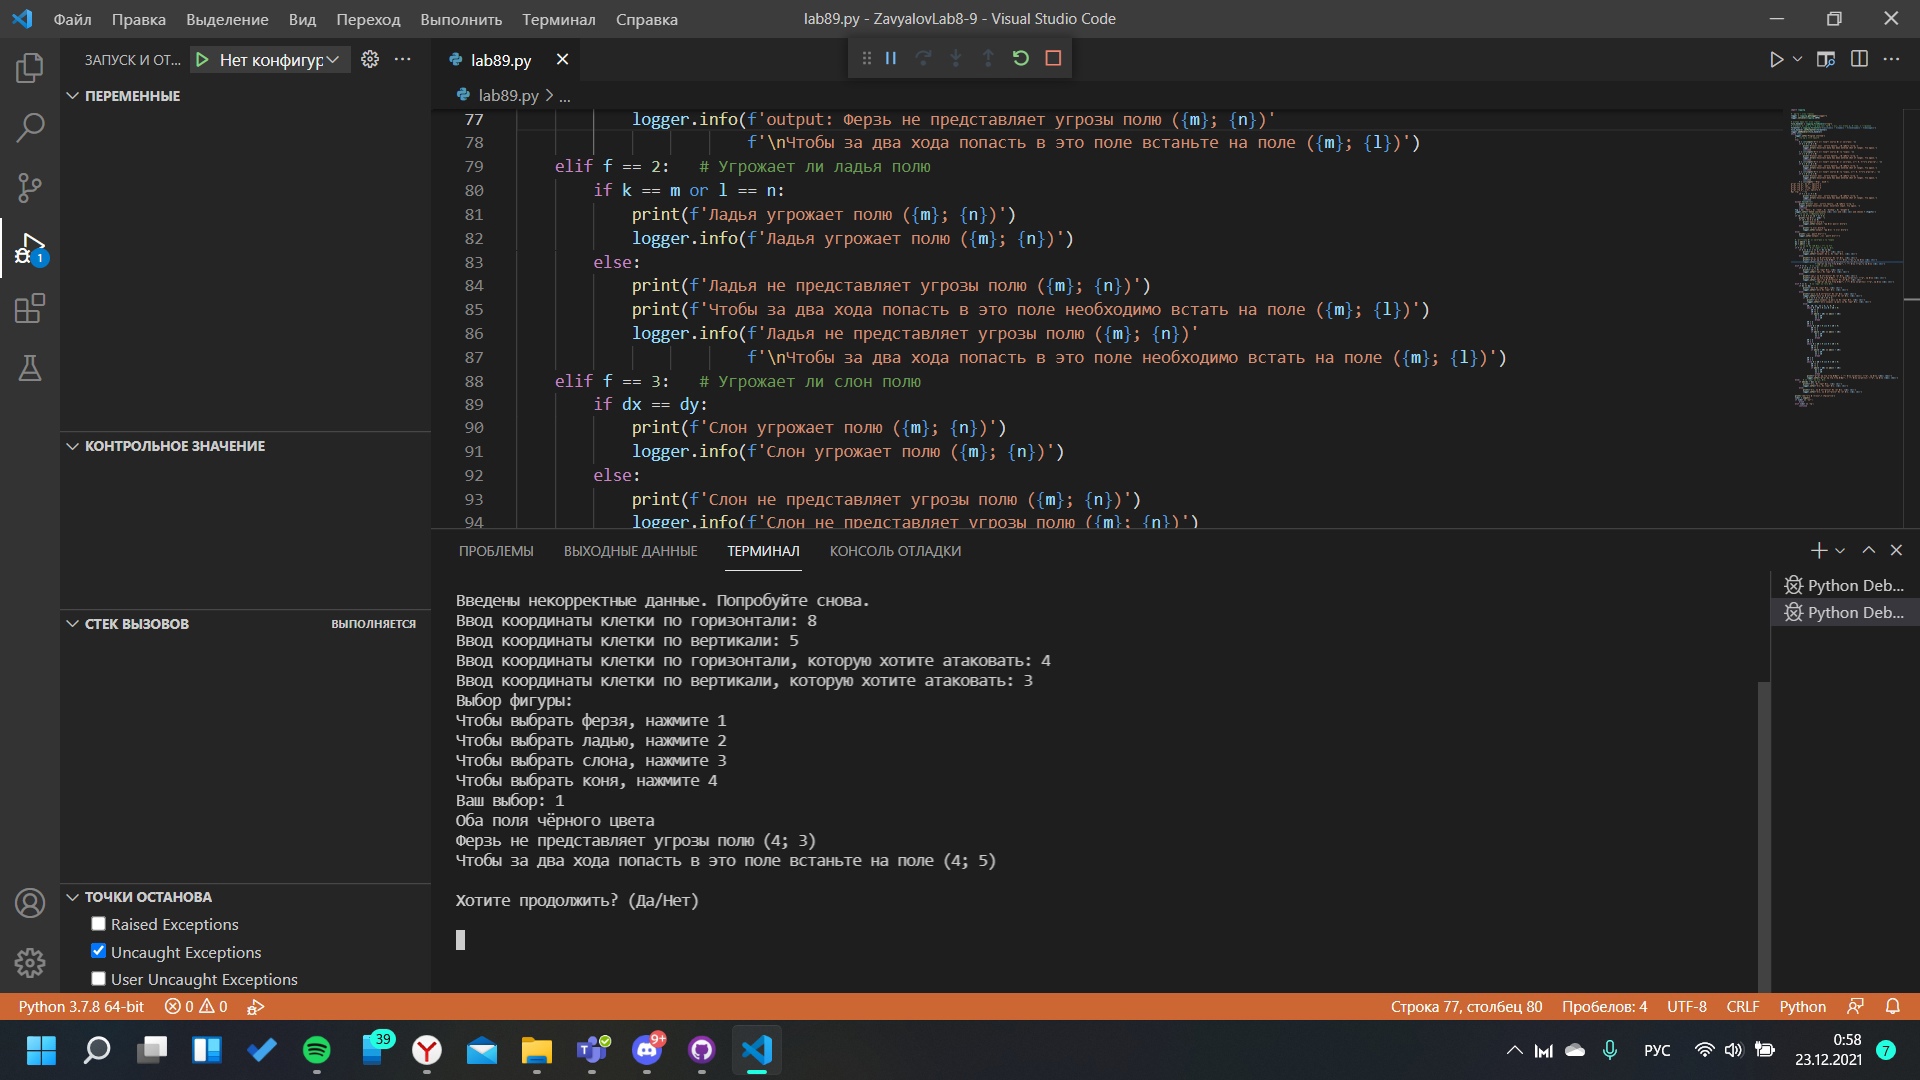 Файл Правка Выделение Вид Переход Выполнить Терминал Справка
lab89.py - ZavyalovLab8-9 - Visual Studio Code
ЗАПУСК И ОТ...
Нет конфигур
ПЕРЕМЕННЫЕ
КОНТРОЛЬНОЕ ЗНАЧЕНИЕ
СТЕК ВЫЗОВОВ
ВЫПОЛНЯЕТСЯ
ТОЧКИ ОСТАНОВА
Raised Exceptions
Uncaught Exceptions
User Uncaught Exceptions
1
lab89.py
lab89.py > ...
77 logger.info(f'output: Ферзь не представляет угрозы полю ({m}; {n})'
78 f'\nЧтобы за два хода попасть в это поле встаньте на поле ({m}; {l})')
79 elif f == 2: # Угрожает ли ладья полю
80 if k == m or l == n:
81 print(f'Ладья угрожает полю ({m}; {n})')
82 logger.info(f'Ладья угрожает полю ({m}; {n})')
83 else:
84 print(f'Ладья не представляет угрозы полю ({m}; {n})')
85 print(f'Чтобы за два хода попасть в это поле необходимо встать на поле ({m}; {l})')
86 logger.info(f'Ладья не представляет угрозы полю ({m}; {n})'
87 f'\nЧтобы за два хода попасть в это поле необходимо встать на поле ({m}; {l})')
88 elif f == 3: # Угрожает ли слон полю
89 if dx == dy:
90 print(f'Слон угрожает полю ({m}; {n})')
91 logger.info(f'Слон угрожает полю ({m}; {n})')
92 else:
93 print(f'Слон не представляет угрозы полю ({m}; {n})')
94 logger.info(f'Слон не представляет угрозы полю ({m}; {n})')
ПРОБЛЕМЫ ВЫХОДНЫЕ ДАННЫЕ ТЕРМИНАЛ КОНСОЛЬ ОТЛАДКИ
Python Deb...
Python Deb...
Введены некорректные данные. Попробуйте снова.
Ввод координаты клетки по горизонтали: 8
Ввод координаты клетки по вертикали: 5
Ввод координаты клетки по горизонтали, которую хотите атаковать: 4
Ввод координаты клетки по вертикали, которую хотите атаковать: 3
Выбор фигуры:
Чтобы выбрать ферзя, нажмите 1
Чтобы выбрать ладью, нажмите 2
Чтобы выбрать слона, нажмите 3
Чтобы выбрать коня, нажмите 4
Ваш выбор: 1
Оба поля чёрного цвета
Ферзь не представляет угрозы полю (4; 3)
Чтобы за два хода попасть в это поле встаньте на поле (4; 5)
Хотите продолжить? (Да/Нет)
Python 3.7.8 64-bit 0 0
Строка 77, столбец 80 Пробелов: 4 UTF-8 CRLF Python
39
9+
РУС
0:58
23.12.2021
7